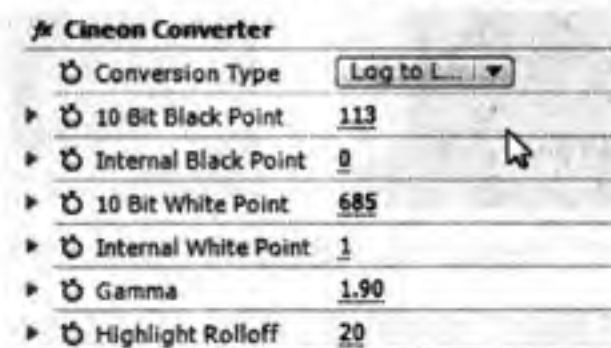 fx Cineon Converter
Conversion Type Log to L...
10 Bit Black Point 113
Internal Black Point 0
10 Bit White Point 685
Internal White Point 1
Gamma 1.90
Highlight Rolloff 20